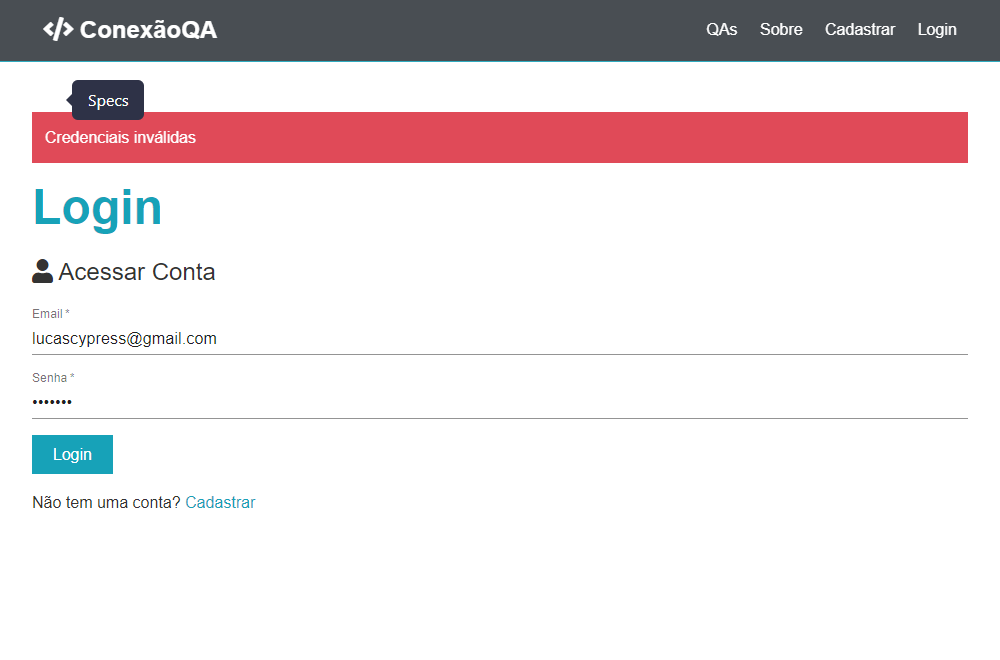 ConexãoQA
QAs Sobre Cadastrar Login
Specs
Credenciais inválidas
Login
Acessar Conta
Email *
lucascypress@gmail.com
Senha *
•••••••
Login
Não tem uma conta? Cadastrar